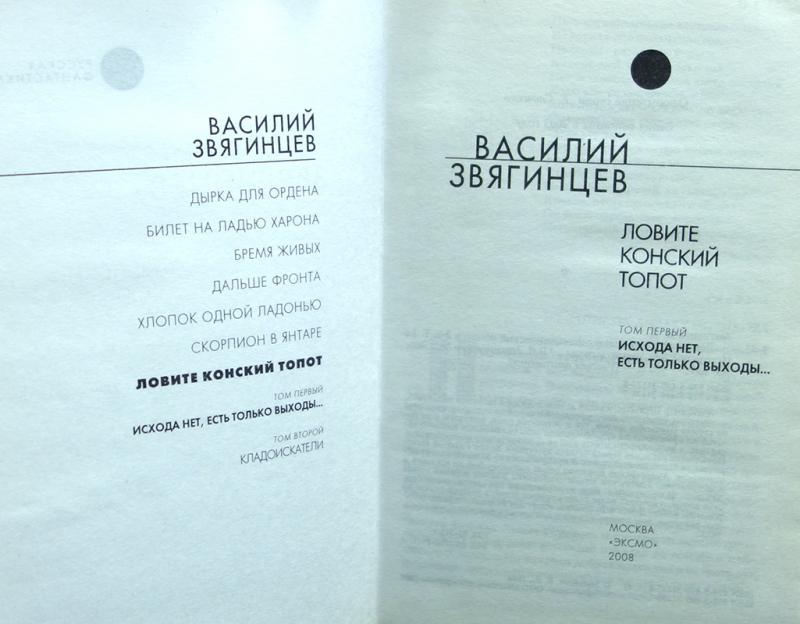 ВАСИЛИЙ
ЗВЯГИНЦЕВ
ДЫРКА ДЛЯ ОРДЕНА
БИЛЕТ НА ЛАДЬЮ ХАРОНА
БРЕМЯ ЖИВЫХ
ДАЛЬШЕ ФРОНТА
ХЛОПОК ОДНОЙ ЛАДОНЬЮ
СКОРПИОН В ЯНТАРЕ
ЛОВИТЕ КОНСКИЙ ТОПОТ
ТОМ ПЕРВЫЙ
ИСХОДА НЕТ, ЕСТЬ ТОЛЬКО ВЫХОДЫ...
ТОМ ВТОРОЙ
КЛАДОИСКАТЕЛИ
ВАСИЛИЙ
ЗВЯГИНЦЕВ
ЛОВИТЕ
КОНСКИЙ
ТОПОТ
ТОМ ПЕРВЫЙ
ИСХОДА НЕТ,
ЕСТЬ ТОЛЬКО ВЫХОДЫ...
МОСКВА
«ЭКСМО»
2008